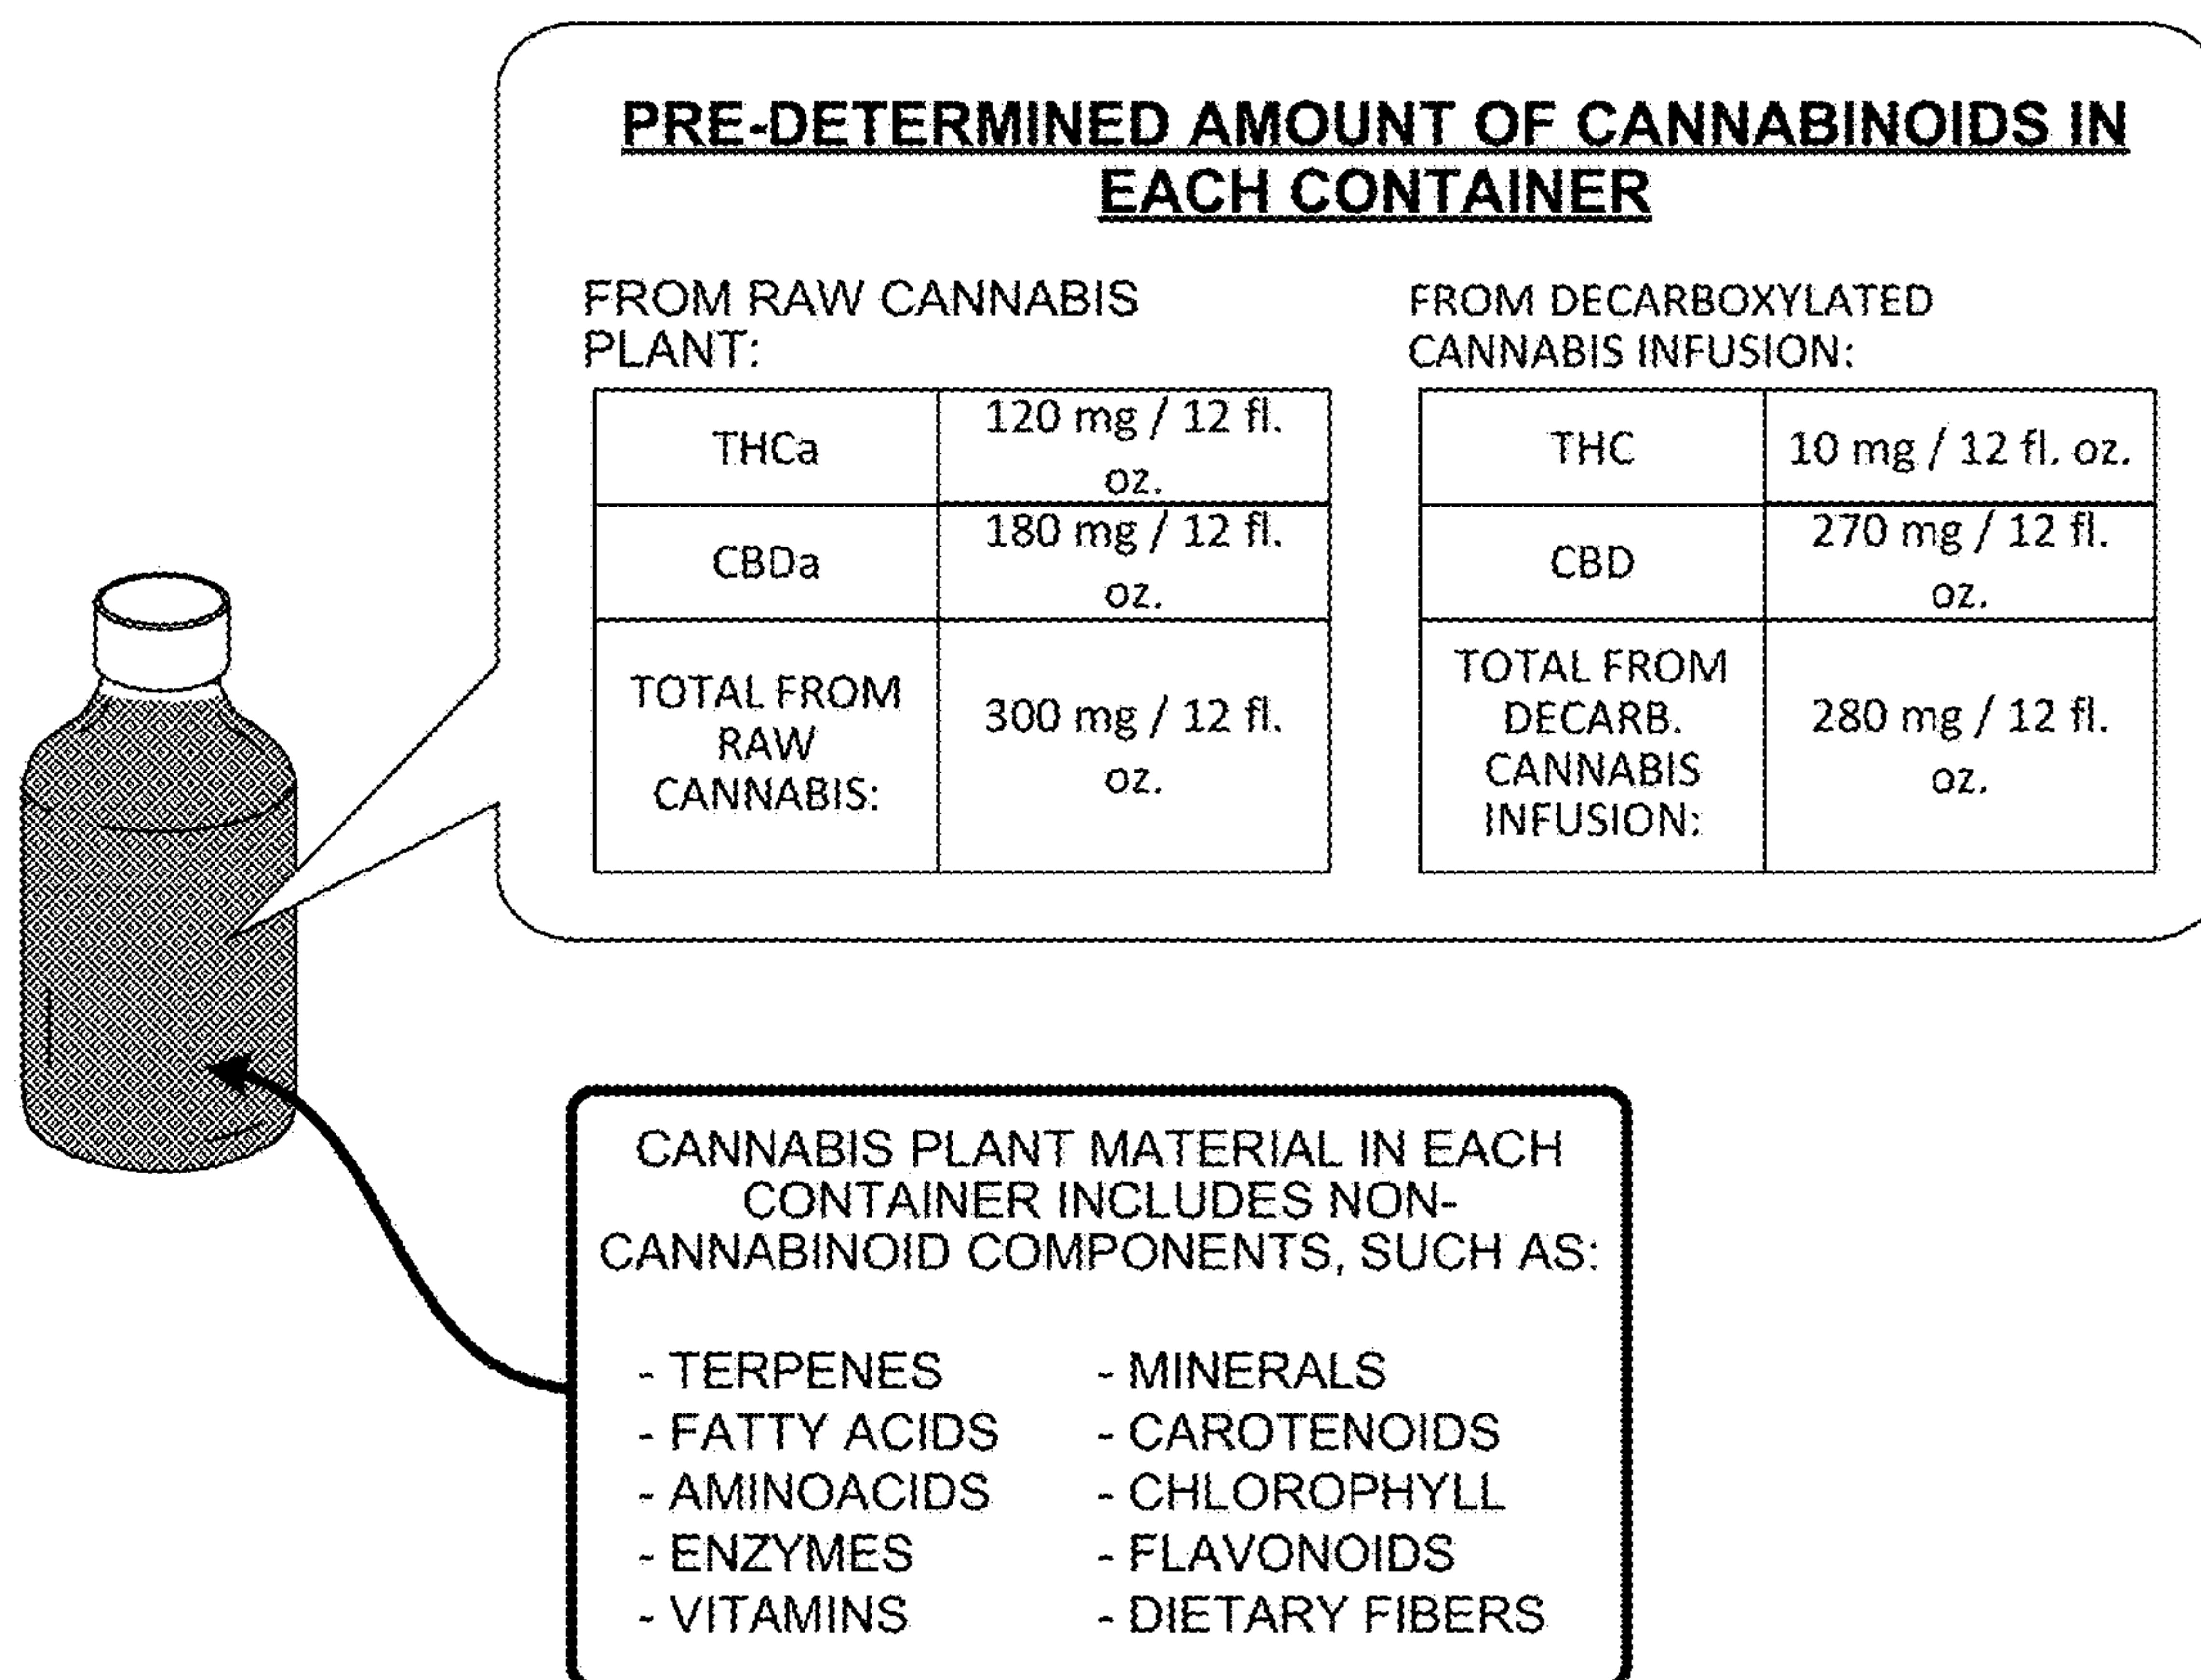 PRE-DETERMINED AMOUNT OF CANNABINOIDS IN
EACH CONTAINER
FROM RAW CANNABIS
PLANT:
THCa
120 mg / 12 fl.
oz.
CBDa
180 mg / 12 fl.
oz.
TOTAL FROM
RAW
CANNABIS:
300 mg / 12 fl.
oz.
FROM DECARBOXYLATED
CANNABIS INFUSION:
THC
10 mg / 12 fl. oz.
CBD
270 mg / 12 fl.
oz.
TOTAL FROM
DECARB.
CANNABIS
INFUSION:
280 mg / 12 fl.
oz.
CANNABIS PLANT MATERIAL IN EACH
CONTAINER INCLUDES NON-
CANNABINOID COMPONENTS, SUCH AS:
- TERPENES
- FATTY ACIDS
- AMINOACIDS
- ENZYMES
- VITAMINS
- MINERALS
- CAROTENOIDS
- CHLOROPHYLL
- FLAVONOIDS
- DIETARY FIBERS